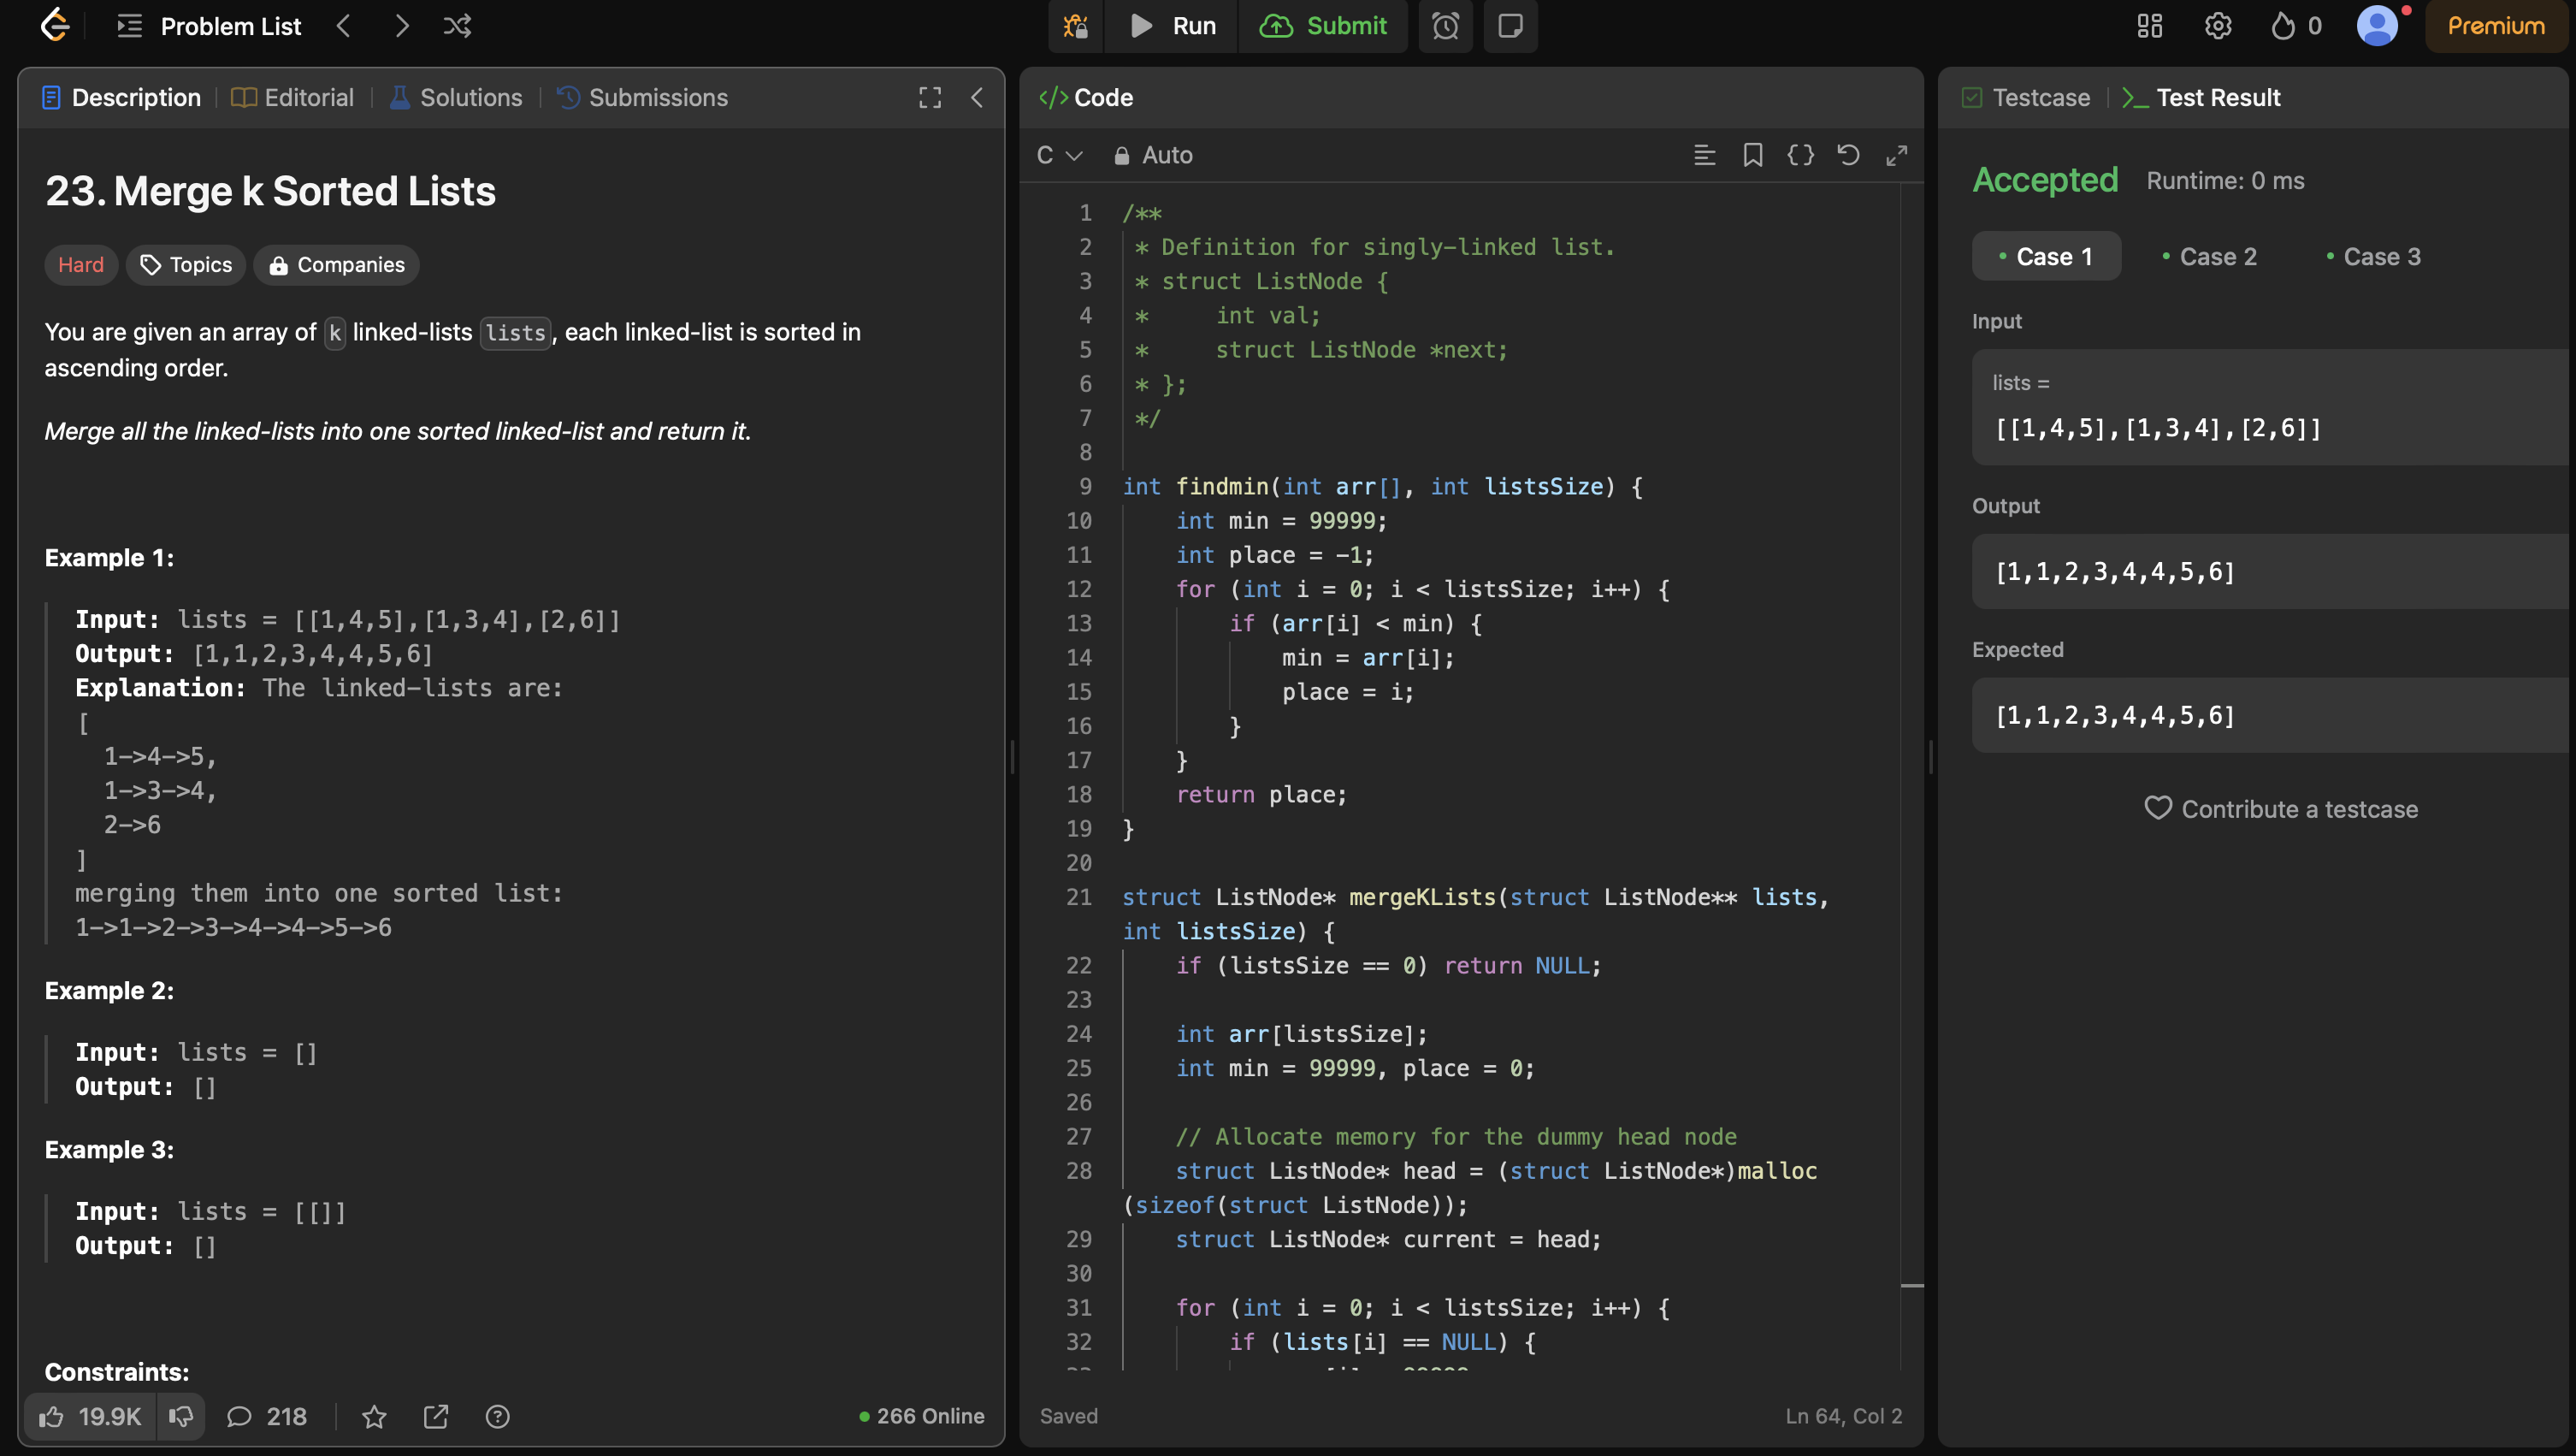 Problem List
Run
Submit
0
Premium
Description
Editorial
Solutions
Submissions
23. Merge k Sorted Lists
Hard
Topics
Companies
You are given an array of k linked-lists lists, each linked-list is sorted in
ascending order.
Merge all the linked-lists into one sorted linked-list and return it.
Example 1:
Input: lists = [[1,4,5],[1,3,4],[2,6]]
Output: [1,1,2,3,4,4,5,6]
Explanation: The linked-lists are:
[
  1->4->5,
  1->3->4,
  2->6
]
merging them into one sorted list:
1->1->2->3->4->4->5->6
Example 2:
Input: lists = []
Output: []
Example 3:
Input: lists = [[]]
Output: []
Constraints:
19.9K
218
266 Online
</> Code
C
Auto
1 /**
2  * Definition for singly-linked list.
3  * struct ListNode {
4  *     int val;
5  *     struct ListNode *next;
6  * };
7  */
8
9 int findmin(int arr[], int listsSize) {
10     int min = 99999;
11     int place = -1;
12     for (int i = 0; i < listsSize; i++) {
13         if (arr[i] < min) {
14             min = arr[i];
15             place = i;
16         }
17     }
18     return place;
19 }
20
21 struct ListNode* mergeKLists(struct ListNode** lists,
int listsSize) {
22     if (listsSize == 0) return NULL;
23
24     int arr[listsSize];
25     int min = 99999, place = 0;
26
27     // Allocate memory for the dummy head node
28     struct ListNode* head = (struct ListNode*)malloc
(sizeof(struct ListNode));
29     struct ListNode* current = head;
30
31     for (int i = 0; i < listsSize; i++) {
32         if (lists[i] == NULL) {
Saved
Ln 64, Col 2
Testcase
>_ Test Result
Accepted
Runtime: 0 ms
Case 1
Case 2
Case 3
Input
lists =
[[1,4,5],[1,3,4],[2,6]]
Output
[1,1,2,3,4,4,5,6]
Expected
[1,1,2,3,4,4,5,6]
Contribute a testcase